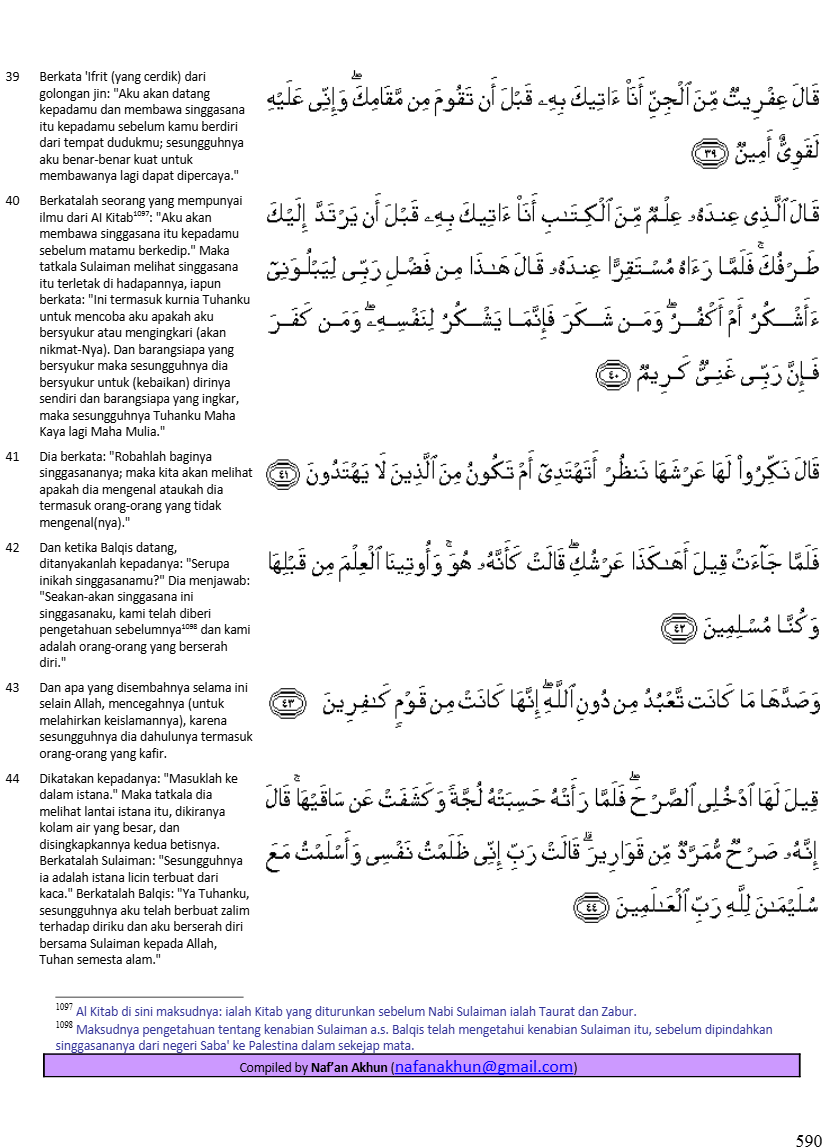 39 Berkata 'Ifrit (yang cerdik) dari
golongan jin: "Aku akan datang
kepadamu dan membawa singgasana
itu kepadamu sebelum kamu berdiri
dari tempat dudukmu; sesungguhnya
aku benar-benar kuat untuk
membawanya lagi dapat dipercaya."
قَالَ عِفْرِيتٌ مِّنَ ٱلْجِنِّ أَنَا۠ ءَاتِيكَ بِهِۦ قَبْلَ أَن تَقُومَ مِن مَّقَامِكَ ۖ وَإِنِّى عَلَيْهِ
لَقَوِىٌّ أَمِينٌ ٣٩
40 Berkatalah seorang yang mempunyai
ilmu dari AI Kitab1097: "Aku akan
membawa singgasana itu kepadamu
sebelum matamu berkedip." Maka
tatkala Sulaiman melihat singgasana
itu terletak di hadapannya, iapun
berkata: "Ini termasuk kurnia Tuhanku
untuk mencoba aku apakah aku
bersyukur atau mengingkari (akan
nikmat-Nya). Dan barangsiapa yang
bersyukur maka sesungguhnya dia
bersyukur untuk (kebaikan) dirinya
sendiri dan barangsiapa yang ingkar,
maka sesungguhnya Tuhanku Maha
Kaya lagi Maha Mulia."
قَالَ ٱلَّذِى عِندَهُۥ عِلْمٌ مِّنَ ٱلْكِتَـٰبِ أَنَا۠ ءَاتِيكَ بِهِۦ قَبْلَ أَن يَرْتَدَّ إِلَيْكَ
طَرْفُكَ ۚ فَلَمَّا رَءَاهُ مُسْتَقِرًّا عِندَهُۥ قَالَ هَـٰذَا مِن فَضْلِ رَبِّى لِيَبْلُوَنِىٓ
ءَأَشْكُرُ أَمْ أَكْفُرُ ۖ وَمَن شَكَرَ فَإِنَّمَا يَشْكُرُ لِنَفْسِهِۦ ۖ وَمَن كَفَرَ
فَإِنَّ رَبِّى غَنِىٌّ كَرِيمٌ ٤٠
41 Dia berkata: "Robahlah baginya
singgasananya; maka kita akan melihat
apakah dia mengenal ataukah dia
termasuk orang-orang yang tidak
mengenal(nya)."
قَالَ نَكِّرُوا۟ لَهَا عَرْشَهَا نَنظُرْ أَتَهْتَدِىٓ أَمْ تَكُونُ مِنَ ٱلَّذِينَ لَا يَهْتَدُونَ ٤١
42 Dan ketika Balqis datang,
ditanyakanlah kepadanya: "Serupa
inikah singgasanamu?" Dia menjawab:
"Seakan-akan singgasana ini
singgasanaku, kami telah diberi
pengetahuan sebelumnya1098 dan kami
adalah orang-orang yang berserah
diri."
فَلَمَّا جَآءَتْ قِيلَ أَهَـٰكَذَا عَرْشُكِ ۖ قَالَتْ كَأَنَّهُۥ هُوَ ۚ وَأُوتِينَا ٱلْعِلْمَ مِن قَبْلِهَا
وَكُنَّا مُسْلِمِينَ ٤٢
43 Dan apa yang disembahnya selama ini
selain Allah, mencegahnya (untuk
melahirkan keislamannya), karena
sesungguhnya dia dahulunya termasuk
orang-orang yang kafir.
وَصَدَّهَا مَا كَانَت تَّعْبُدُ مِن دُونِ ٱللَّهِ ۖ إِنَّهَا كَانَتْ مِن قَوْمٍ كَـٰفِرِينَ ٤٣
44 Dikatakan kepadanya: "Masuklah ke
dalam istana." Maka tatkala dia
melihat lantai istana itu, dikiranya
kolam air yang besar, dan
disingkapkannya kedua betisnya.
Berkatalah Sulaiman: "Sesungguhnya
ia adalah istana licin terbuat dari
kaca." Berkatalah Balqis: "Ya Tuhanku,
sesungguhnya aku telah berbuat zalim
terhadap diriku dan aku berserah diri
bersama Sulaiman kepada Allah,
Tuhan semesta alam."
قِيلَ لَهَا ٱدْخُلِى ٱلصَّرْحَ ۖ فَلَمَّا رَأَتْهُ حَسِبَتْهُ لُجَّةً وَكَشَفَتْ عَن سَاقَيْهَا ۚ قَالَ
إِنَّهُۥ صَرْحٌ مُّمَرَّدٌ مِّن قَوَارِيرَ ۗ قَالَتْ رَبِّ إِنِّى ظَلَمْتُ نَفْسِى وَأَسْلَمْتُ مَعَ
سُلَيْمَـٰنَ لِلَّهِ رَبِّ ٱلْعَـٰلَمِينَ ٤٤
1097 Al Kitab di sini maksudnya: ialah Kitab yang diturunkan sebelum Nabi Sulaiman ialah Taurat dan Zabur.
1098 Maksudnya pengetahuan tentang kenabian Sulaiman a.s. Balqis telah mengetahui kenabian Sulaiman itu, sebelum dipindahkan
singgasananya dari negeri Saba' ke Palestina dalam sekejap mata.
Compiled by Naf'an Akhun (nafanakhun@gmail.com)
590